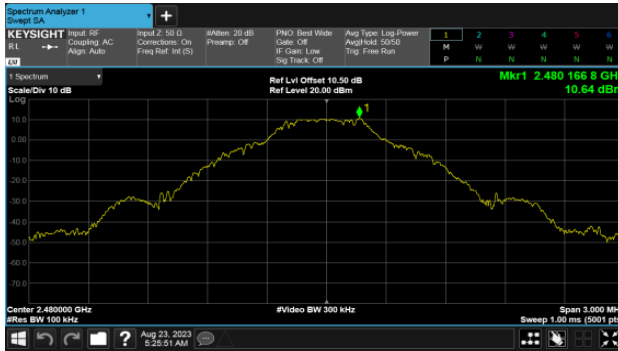 Spectrum Analyzer 1
Swept SA
+
KEYSIGHT Input: RF Input Z: 50 Ω #Atten: 20 dB PNO: Best Wide Avg Type: Log-Power 1 2 3 4 5 6
RL Coupling: AC Corrections: On Preamp: Off Gate: Off Avg|Hold: 50/50 M W W W W W
Align: Auto Freq Ref: Int (S) IF Gain: Low Trig: Free Run
Sig Track: Off P N N N N N
LXI
1 Spectrum
Ref Lvl Offset 10.50 dB Mkr1 2.480 166 8 GH
Scale/Div 10 dB Ref Level 20.00 dBm 10.64 dBr
Log
1
10.0
0.00
-10.0
-20.0
-30.0
-40.0
-50.0
-60.0
-70.0
Center 2.480000 GHz #Video BW 300 kHz Span 3.000 MH
#Res BW 100 kHz Sweep 1.00 ms (5001 pts
? Aug 23, 2023
5:25:51 AM